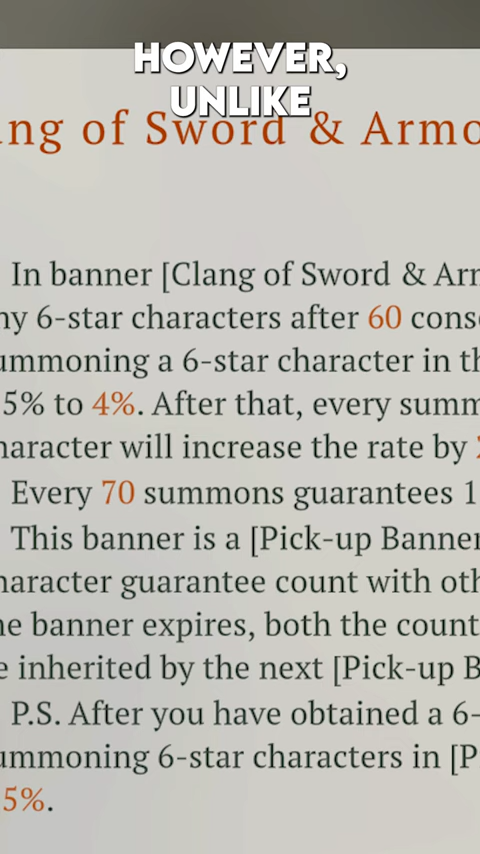 HOWEVER,
UNLIKE
ng of Sword & Armo
In banner [Clang of Sword & Arm
ny 6-star characters after 60 cons
ummoning a 6-star character in th
5% to 4%. After that, every summ
haracter will increase the rate by
Every 70 summons guarantees 1
This banner is a [Pick-up Banner
haracter guarantee count with oth
he banner expires, both the count
e inherited by the next [Pick-up B
P.S. After you have obtained a 6-
ummoning 6-star characters in [P
5%.